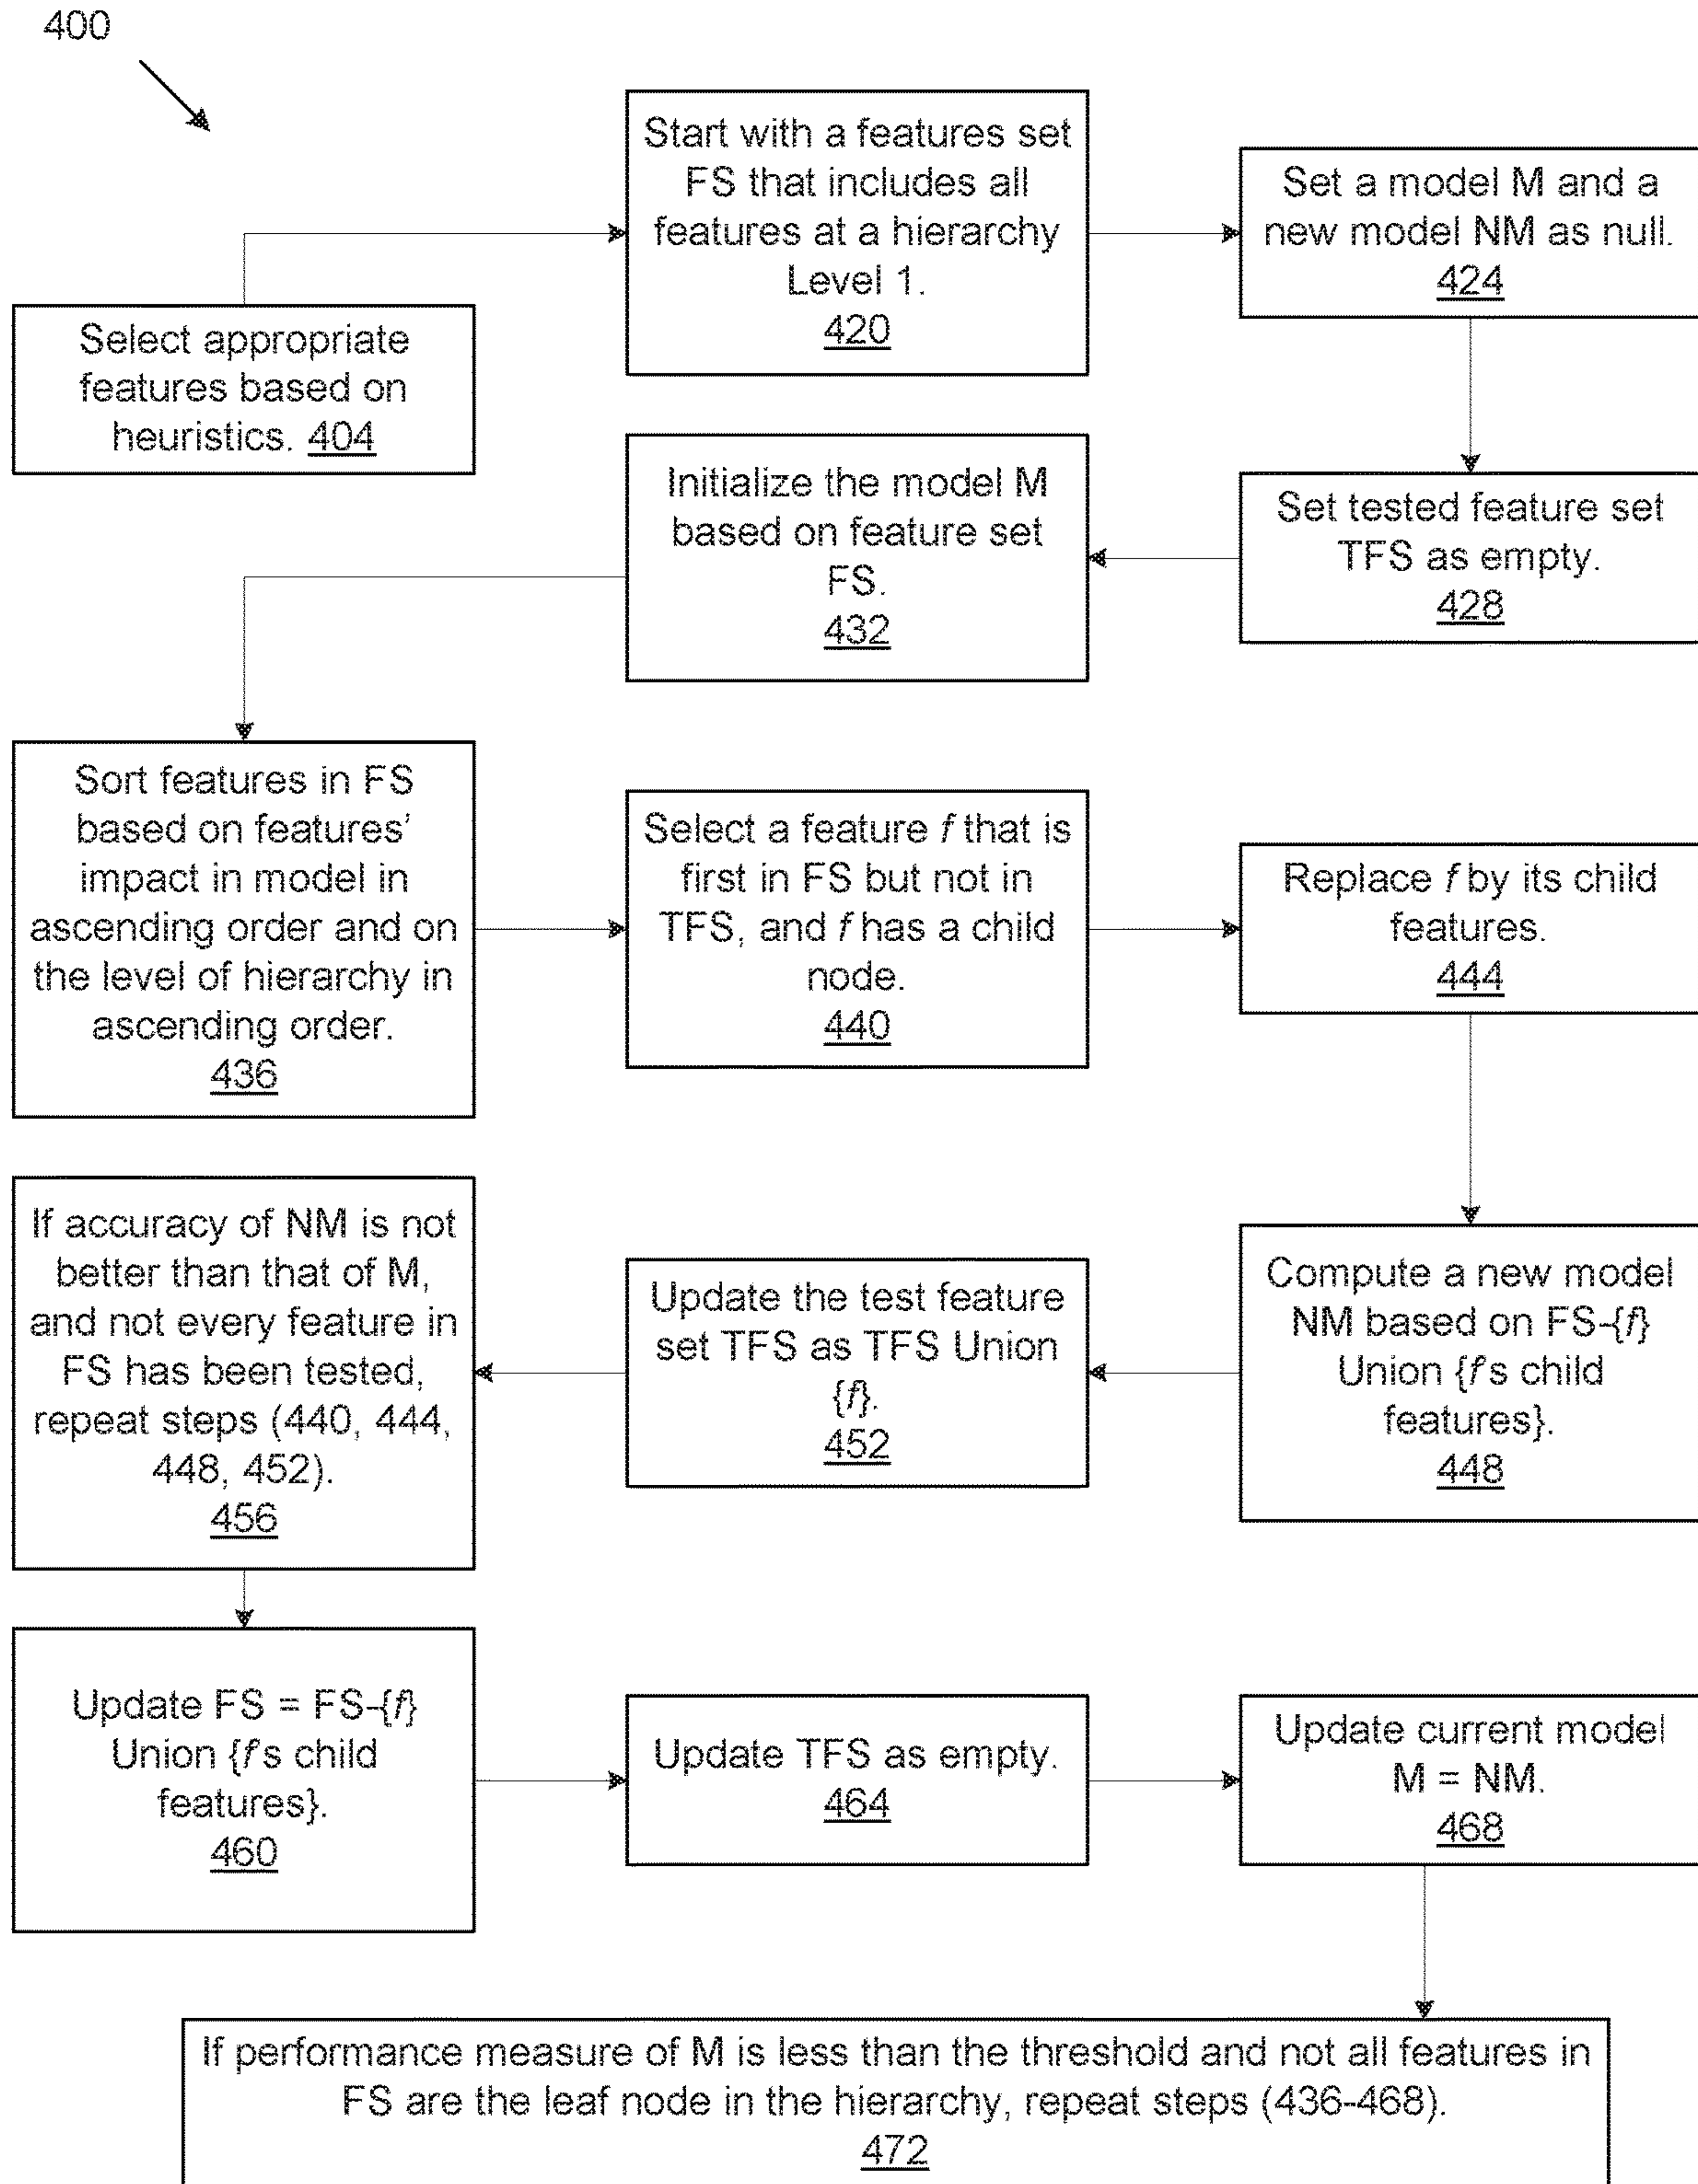 400
Select appropriate
features based on
heuristics. 404
Start with a features set
FS that includes all
features at a hierarchy
Level 1.
420
Set a model M and a
new model NM as null.
424
Set tested feature set
TFS as empty.
428
Initialize the model M
based on feature set
FS.
432
Sort features in FS
based on features'
impact in model in
ascending order and on
the level of hierarchy in
ascending order.
436
Select a feature f that is
first in FS but not in
TFS, and f has a child
node.
440
Replace f by its child
features.
444
Compute a new model
NM based on FS-{f}
Union {f's child
features}.
448
Update the test feature
set TFS as TFS Union
{f}.
452
If accuracy of NM is not
better than that of M,
and not every feature in
FS has been tested,
repeat steps (440, 444,
448, 452).
456
Update FS = FS-{f}
Union {f's child
features}.
460
Update TFS as empty.
464
Update current model
M = NM.
468
If performance measure of M is less than the threshold and not all features in
FS are the leaf node in the hierarchy, repeat steps (436-468).
472